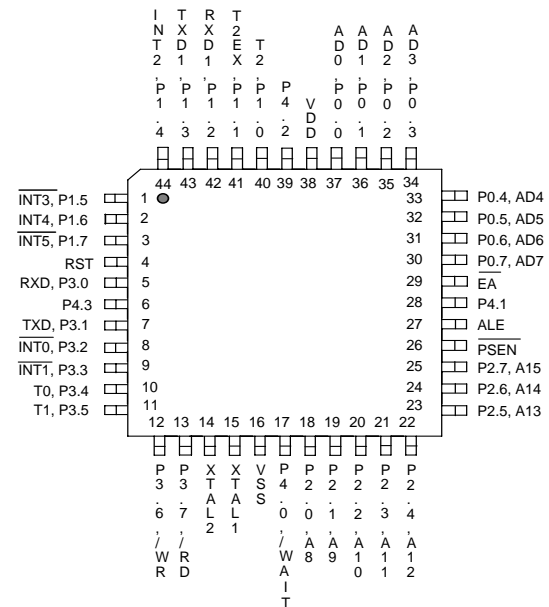 INT2, P1.4
TXD1, P1.3
RXD1, P1.2
T2EX, P1.1
T2, P1.0
P4.2
VDD
AD0, P0.0
AD1, P0.1
AD2, P0.2
AD3, P0.3
44 43 42 41 40 39 38 37 36 35 34
INT3, P1.5 1
INT4, P1.6 2
INT5, P1.7 3
RST 4
RXD, P3.0 5
P4.3 6
TXD, P3.1 7
INT0, P3.2 8
INT1, P3.3 9
T0, P3.4 10
T1, P3.5 11
33 P0.4, AD4
32 P0.5, AD5
31 P0.6, AD6
30 P0.7, AD7
29 EA
28 P4.1
27 ALE
26 PSEN
25 P2.7, A15
24 P2.6, A14
23 P2.5, A13
12 13 14 15 16 17 18 19 20 21 22
P3.6, /WR
P3.7, /RD
XTAL2
XTAL1
VSS
P4.0, /WAIT
P2.0, A8
P2.1, A9
P2.2, A10
P2.3, A11
P2.4, A12